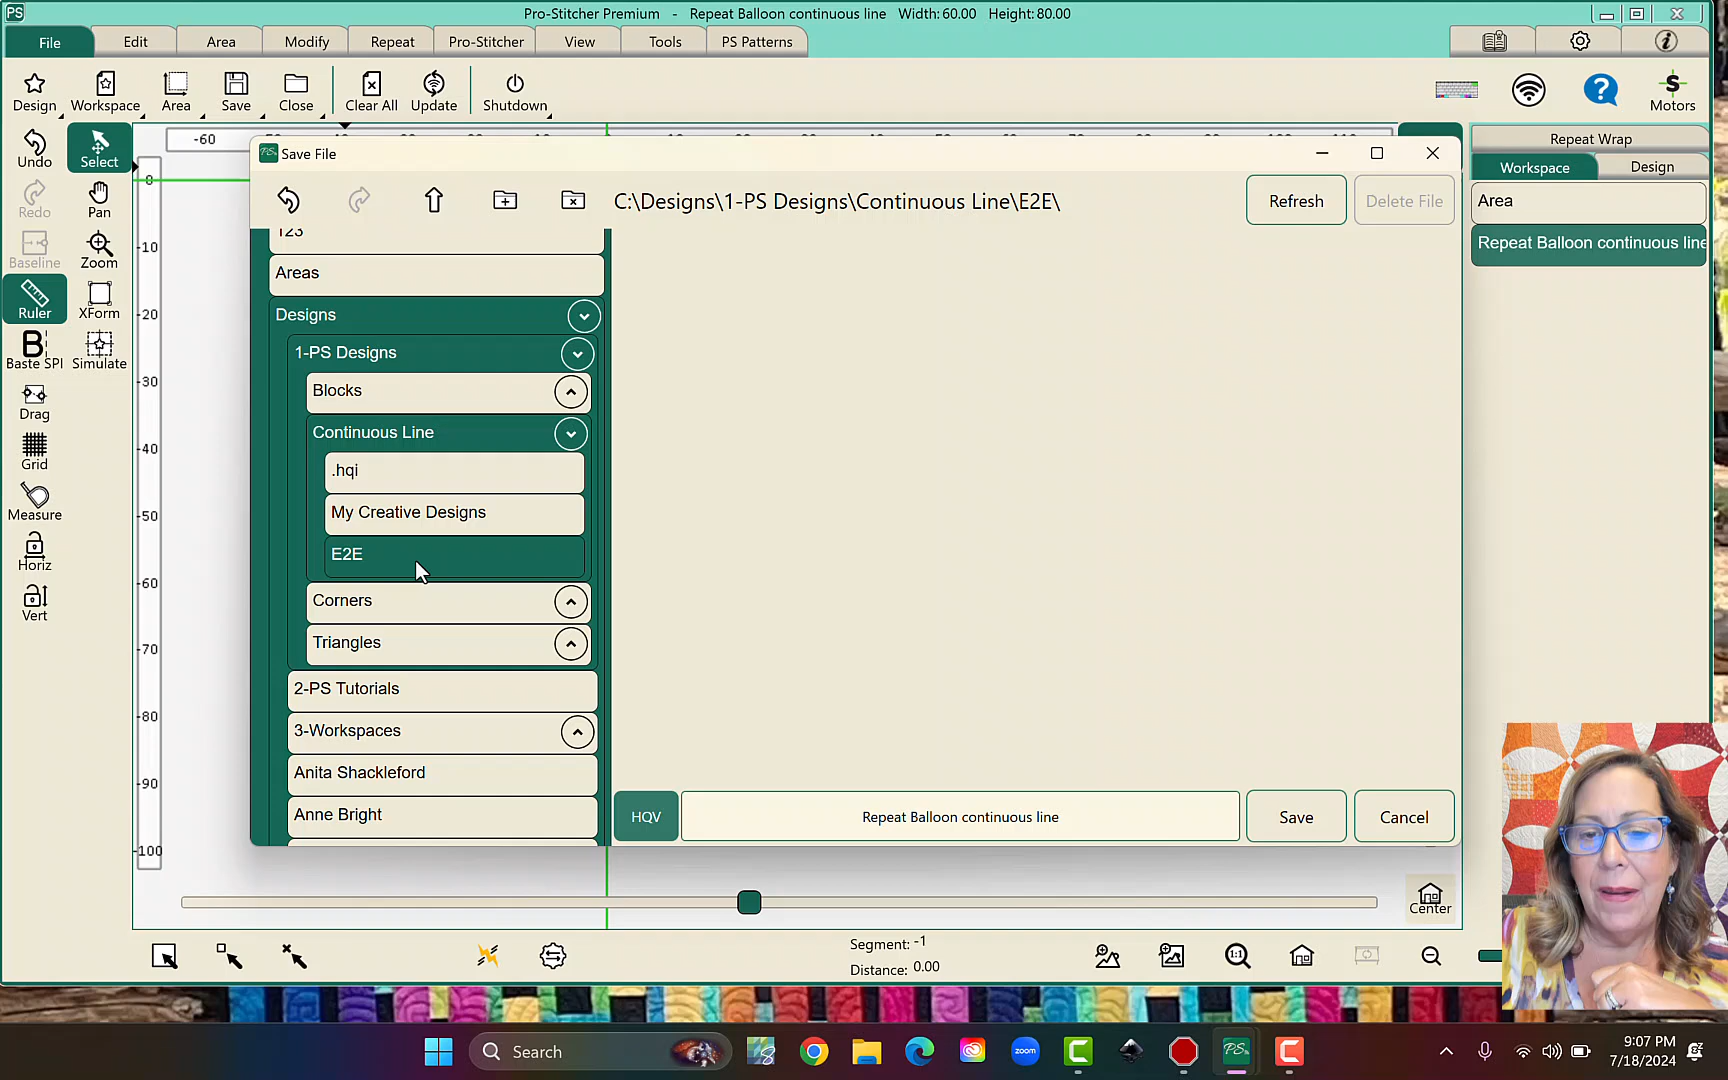 PS Pro-Stitcher Premium - Repeat Balloon continuous line Width: 60.00 Height: 80.00
File Edit Area Modify Repeat Pro-Stitcher View Tools PS Patterns
Design Workspace Area Save Close Clear All Update Shutdown
S
Motors
Undo Select
Redo Pan
Baseline Zoom
Ruler XForm
Baste SPI Simulate
Drag
Grid
Measure
Horiz
Vert
-60
0
-10
-20
-30
-40
-50
-60
-70
-80
-90
-100
PS Save File
C:\Designs\1-PS Designs\Continuous Line\E2E\
Refresh
Delete File
123
Areas
Designs
1-PS Designs
Blocks
Continuous Line
.hqi
My Creative Designs
E2E
Corners
Triangles
2-PS Tutorials
3-Workspaces
Anita Shackleford
Anne Bright
HQV
Repeat Balloon continuous line
Save
Cancel
Repeat Wrap
Workspace Design
Area
Repeat Balloon continuous line
Center
Segment: -1
Distance: 0.00
1:1
Search
zoom
PS
9:07 PM
7/18/2024